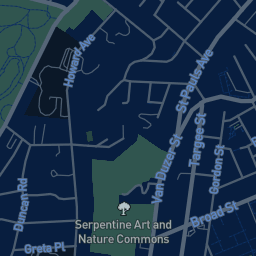 Howard Ave
St Pauls Ave
Targee St
Van Duzer St
Gordon St
Duncan Rd
Broad St
Serpentine Art and
Nature Commons
Greta Pl